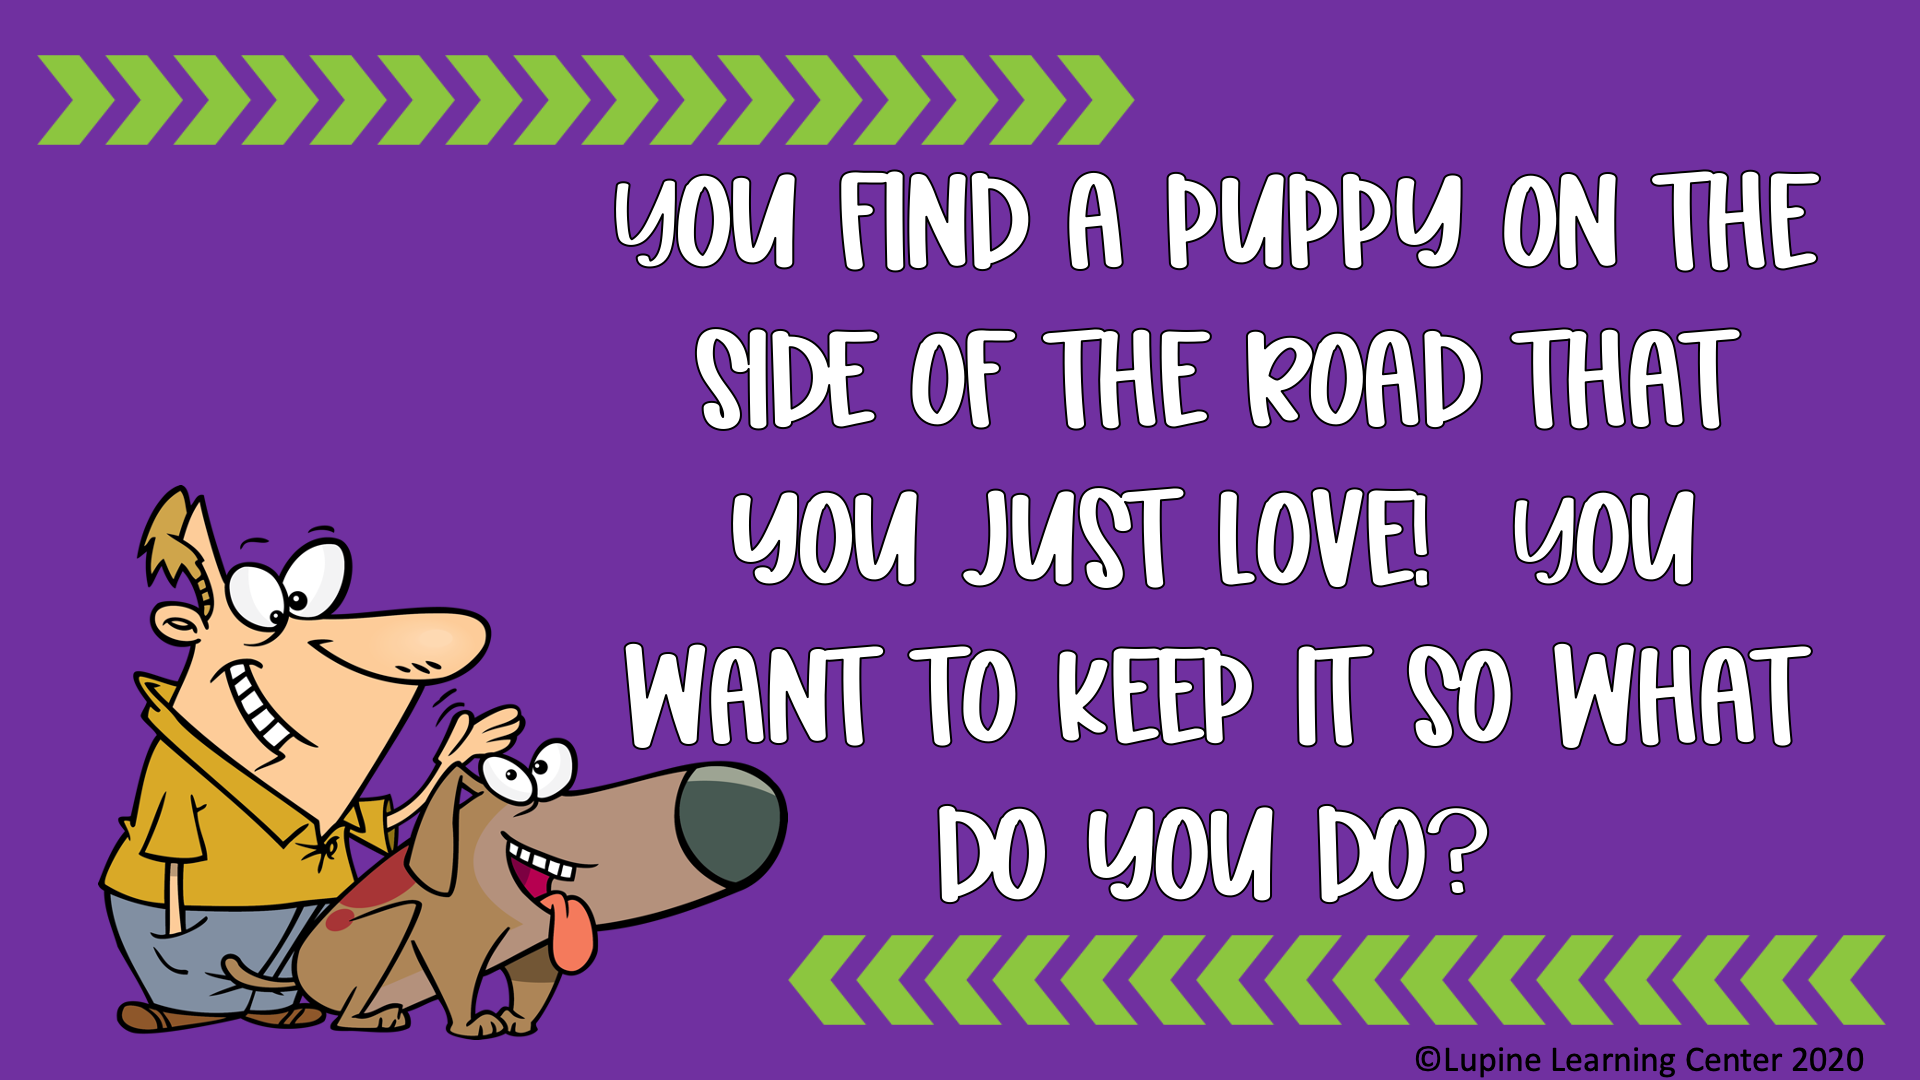 YOU FIND A PUPPY ON THE
SIDE OF THE ROAD THAT
YOU JUST LOVE! YOU
WANT TO KEEP IT SO WHAT
DO YOU DO?
©Lupine Learning Center 2020